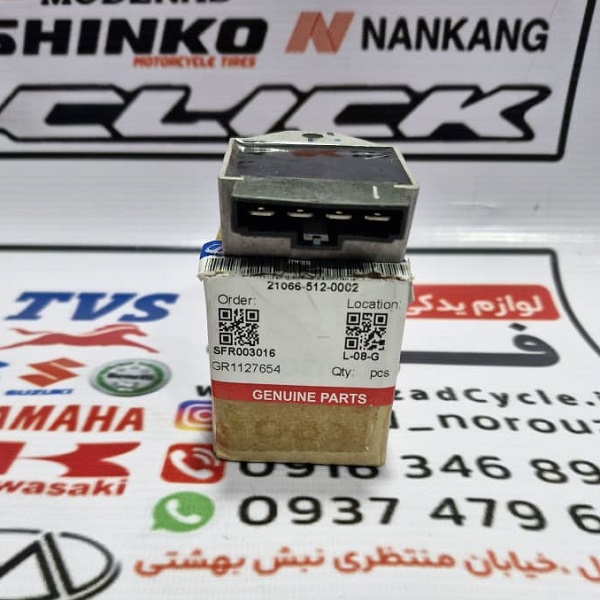 SHINKO
MOTORCYCLE TIRES
NANKANG
CLICK
21066-512-0002
Order:
Location:
SFR003016
L-08-G
GR1127654
Qty: pcs
GENUINE PARTS
TVS
لوازم یدکی
SUZUKI
YAMAHA
Kawasaki
0918 346 89
0937 479 6
خیابان منتظری نبش بهشتی